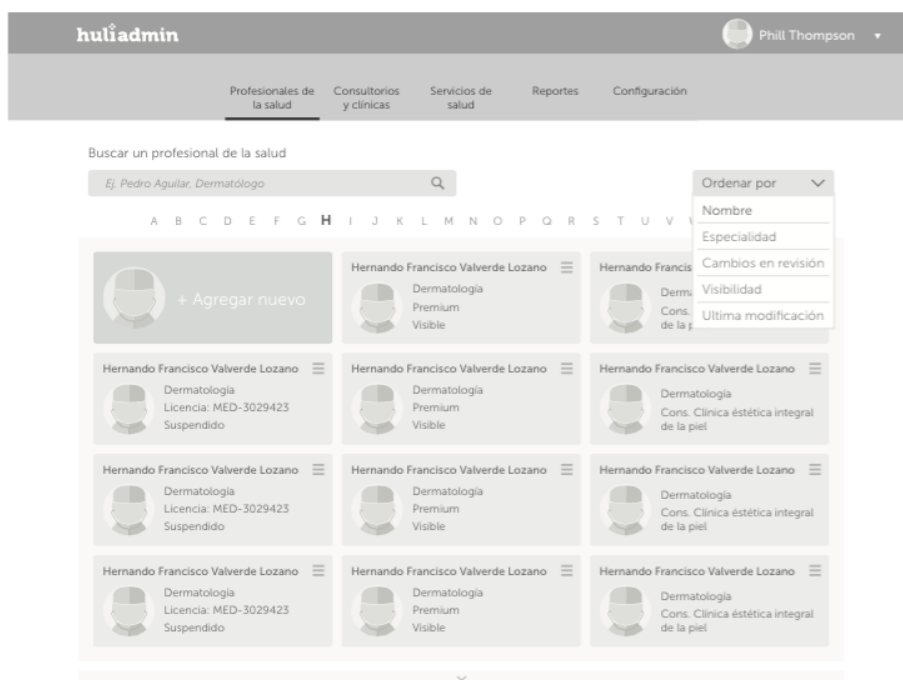 huliadmin
Phill Thompson
Profesionales de
la salud
Consultorios
y clínicas
Servicios de
salud
Reportes
Configuración
Buscar un profesional de la salud
Ej. Pedro Aguilar, Dermatólogo
Ordenar por
Nombre
Especialidad
Cambios en revisión
Visibilidad
Ultima modificación
A B C D E F G H I J K L M N O P Q R S T U V
+ Agregar nuevo
Hernando Francisco Valverde Lozano
Dermatología
Premium
Visible
Hernando Francis
Derm
Cons.
de la p
Hernando Francisco Valverde Lozano
Dermatología
Licencia: MED-3029423
Suspendido
Hernando Francisco Valverde Lozano
Dermatología
Premium
Visible
Hernando Francisco Valverde Lozano
Dermatología
Cons. Clínica éstética integral
de la piel
Hernando Francisco Valverde Lozano
Dermatología
Licencia: MED-3029423
Suspendido
Hernando Francisco Valverde Lozano
Dermatología
Premium
Visible
Hernando Francisco Valverde Lozano
Dermatología
Cons. Clínica éstética integral
de la piel
Hernando Francisco Valverde Lozano
Dermatología
Licencia: MED-3029423
Suspendido
Hernando Francisco Valverde Lozano
Dermatología
Premium
Visible
Hernando Francisco Valverde Lozano
Dermatología
Cons. Clínica éstética integral
de la piel